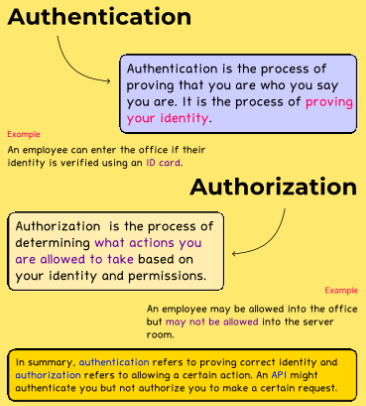 Authentication
Authentication is the process of
proving that you are who you say
you are. It is the process of proving
your identity.
Example
An employee can enter the office if their
identity is verified using an ID card.
Authorization
Authorization is the process of
determining what actions you
are allowed to take based on
your identity and permissions.
Example
An employee may be allowed into the office
but may not be allowed into the server
room.
In summary, authentication refers to proving correct identity and
authorization refers to allowing a certain action. An API might
authenticate you but not authorize you to make a certain request.